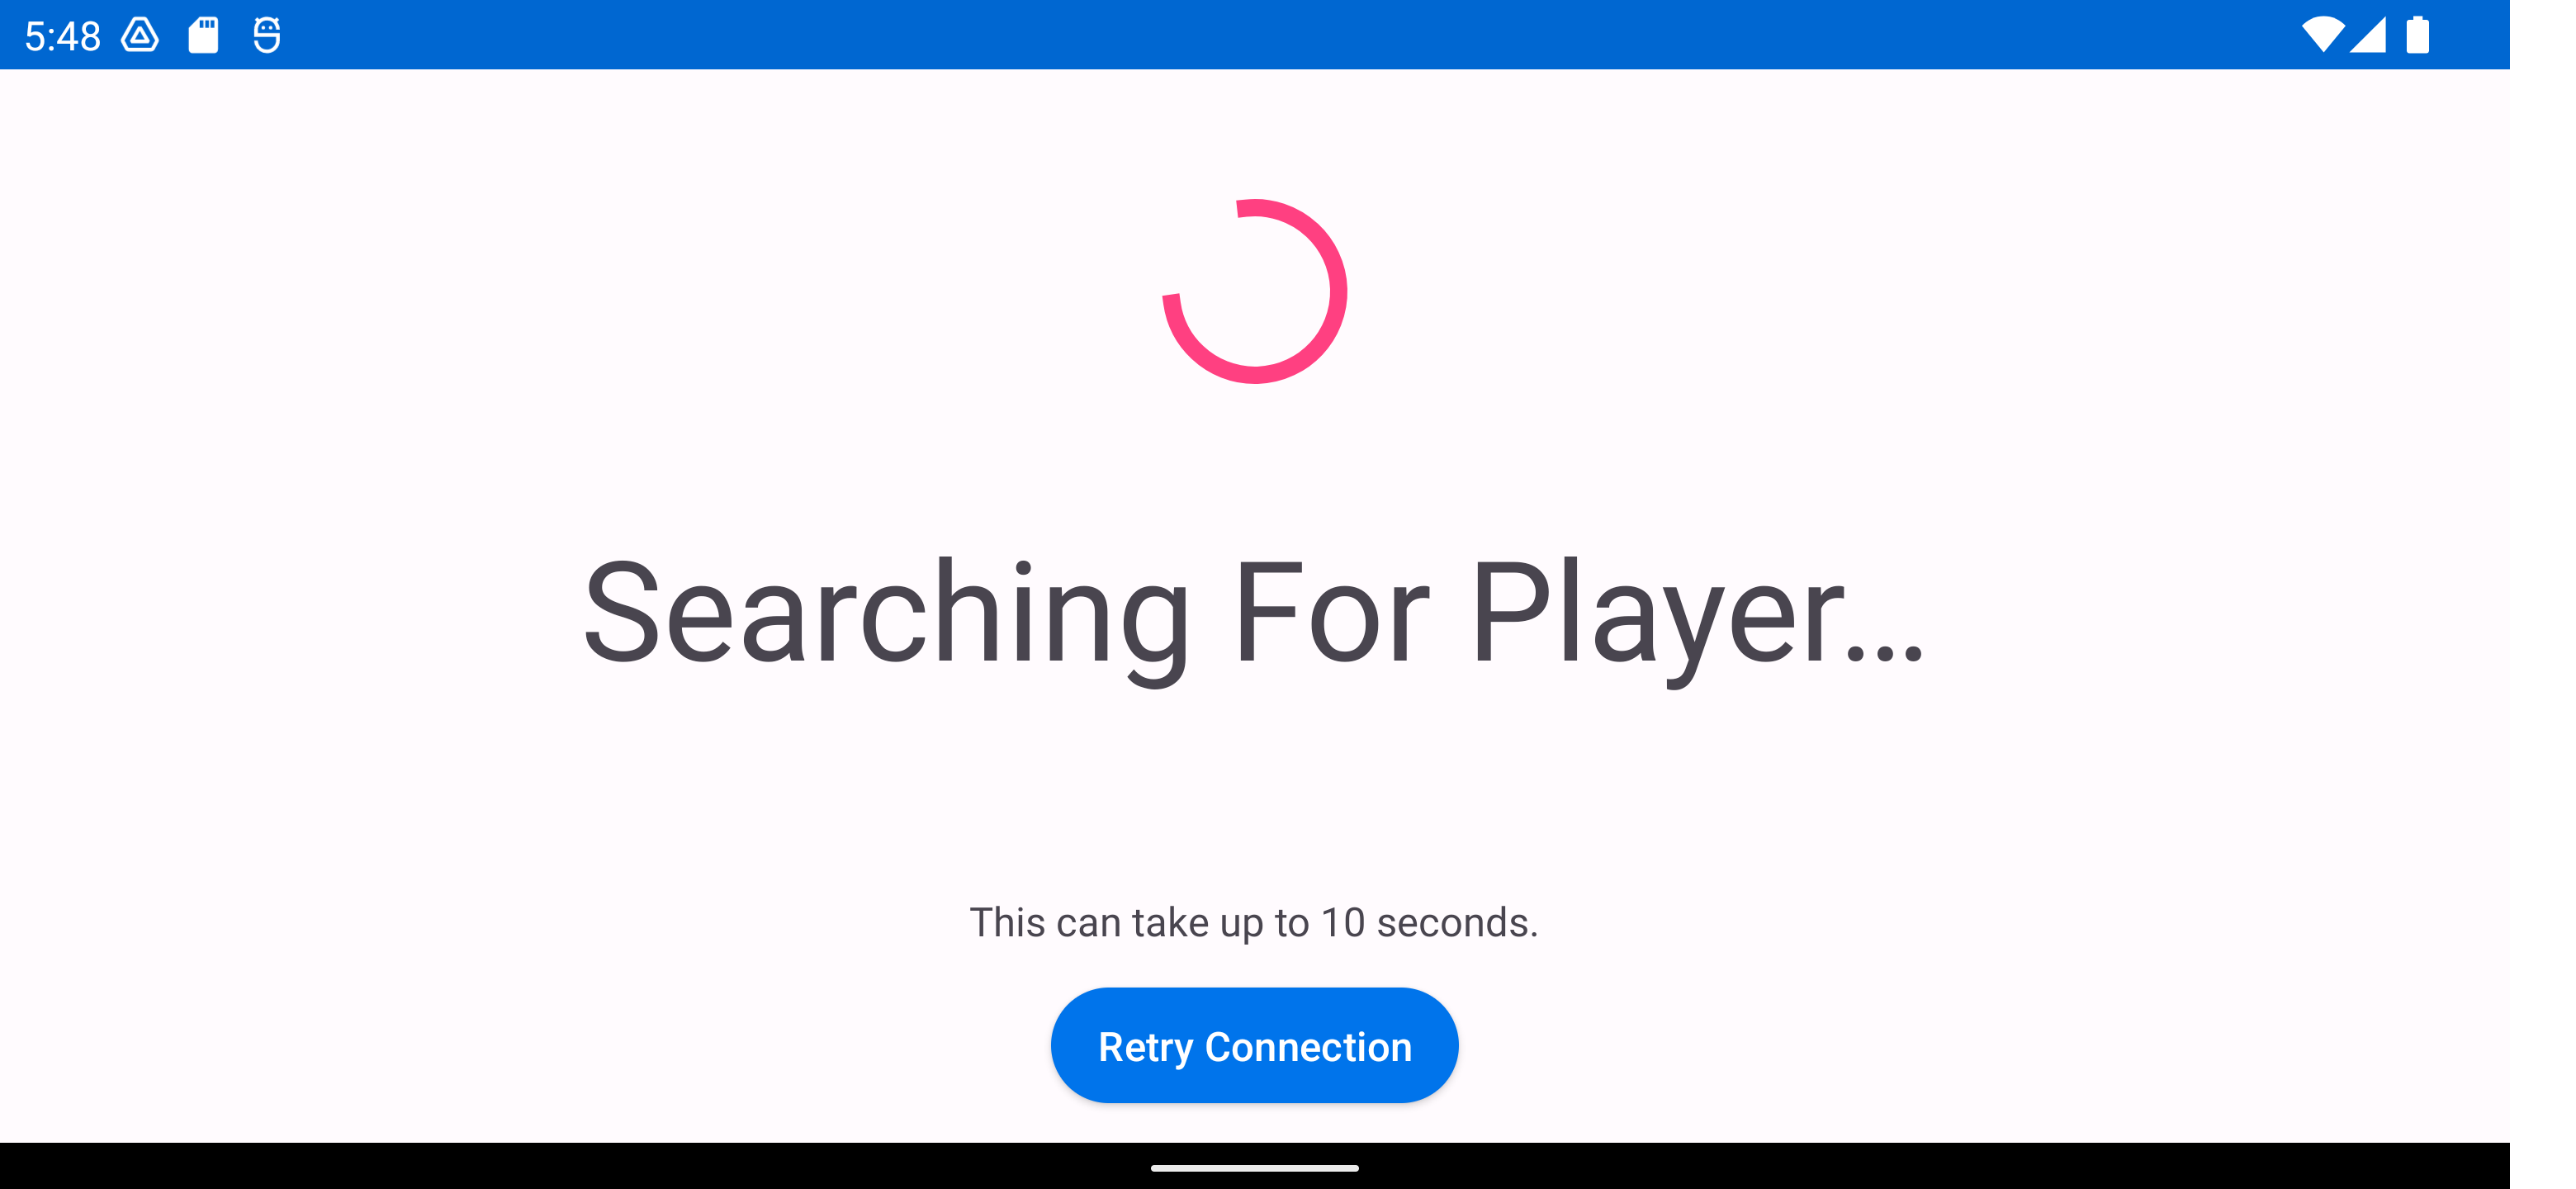 5:48
Searching For Player...
This can take up to 10 seconds.
Retry Connection